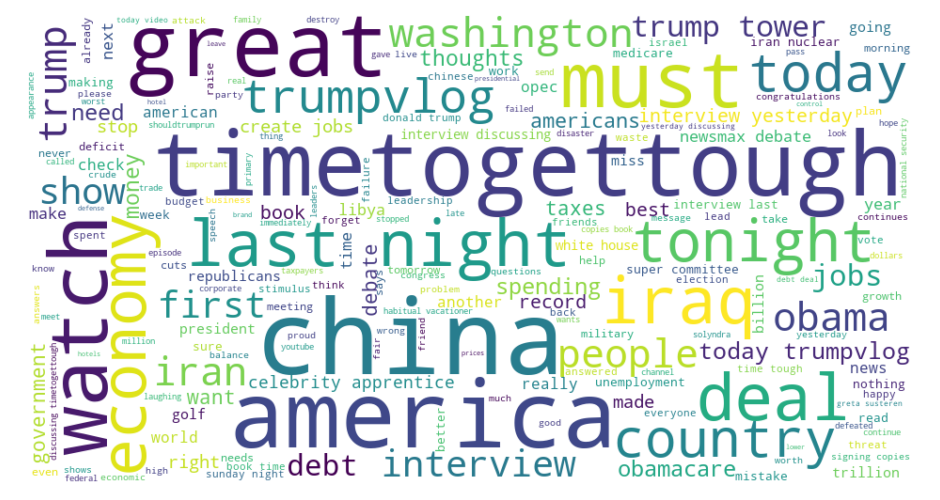 today video
attack
family
destroy
great
washington
trump tower
going
already
next
leave
gave live
thoughts
israel
iran nuclear
morning
trump
raise
real
chinese
work
medicare
send
pass
must
today
appearance
making
please
worst
hotel
party
presidential
opec
congratulations
control
need
american
trumpvlog
failed
americans
interview yesterday
plan
stop
shouldtrumprun
donald trump
disaster
waste
yesterday discussing
look
hope
never
called
deficit
create jobs
interview discussing
newsmax debate
national security
check
crude
thing
timetogettough
miss
show
important
primary
failure
leadership
money
trade
budget
business
leaders
libya
taxes
best
interview last
year
make
defense
week
brand
book
forget
late
friends
message
lead
take
continues
spent
speech
immediately
stopped
time
copies book
vote
watch
economy
last night
white house
tonight
dollars
know
episode
cuts
debate
says
tomorrow
questions
help
republicans
taxpayers
congress
super committee
debt deal
answers
corporate
stimulus
think
problem
spending
election
jobs
meet
first
meeting
habitual vacationer
another
record
iraq
billion
growth
million
president
proud
wrong
friend
wants
back
military
solyndra
yesterday
obama
government
hotels
sure
balance
youtube
fair
china
prices
people
today trumpvlog
news
discussing timetogettough
laughing
iran
want
celebrity apprentice
answered
channel
really
unemployment
time tough
nothing
happy
greta susteren
golf
much
made
deal
america
good
better
everyone
read
defeated
world
country
continue
even
right
needs
threat
lower
signing copies
shows
book time
debt
interview
obamacare
worth
federal
economic
high
sunday night
mistake
trillion